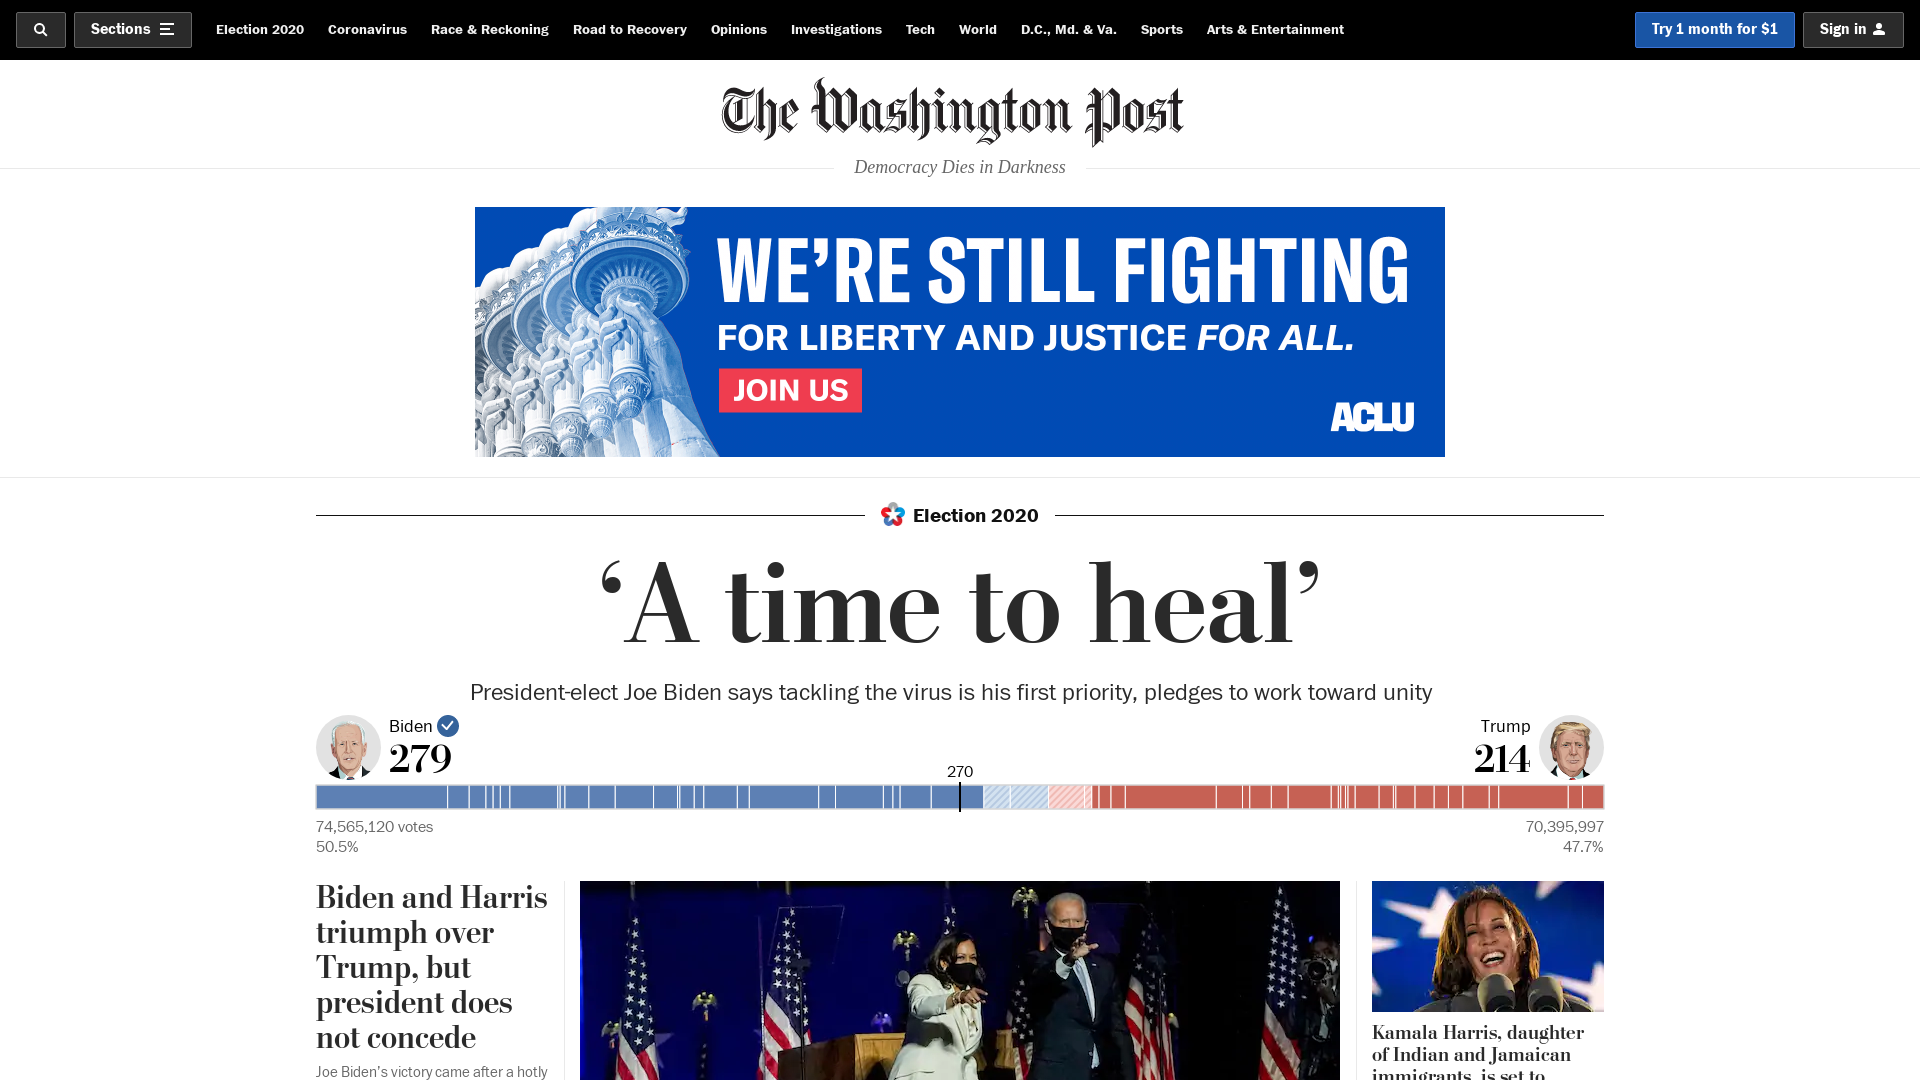 Sections
Election 2020
Coronavirus
Race & Reckoning
Road to Recovery
Opinions
Investigations
Tech
World
D.C., Md. & Va.
Sports
Arts & Entertainment
Try 1 month for $1
Sign in
The Washington Post
Democracy Dies in Darkness
WE'RE STILL FIGHTING
FOR LIBERTY AND JUSTICE FOR ALL.
JOIN US
ACLU
Election 2020
‘A time to heal’
President-elect Joe Biden says tackling the virus is his first priority, pledges to work toward unity
Biden
279
Trump
214
270
74,565,120 votes
50.5%
70,395,997
47.7%
Biden and Harris
triumph over
Trump, but
president does
not concede
Joe Biden’s victory came after a hotly
Kamala Harris, daughter
of Indian and Jamaican
immigrants, is set to